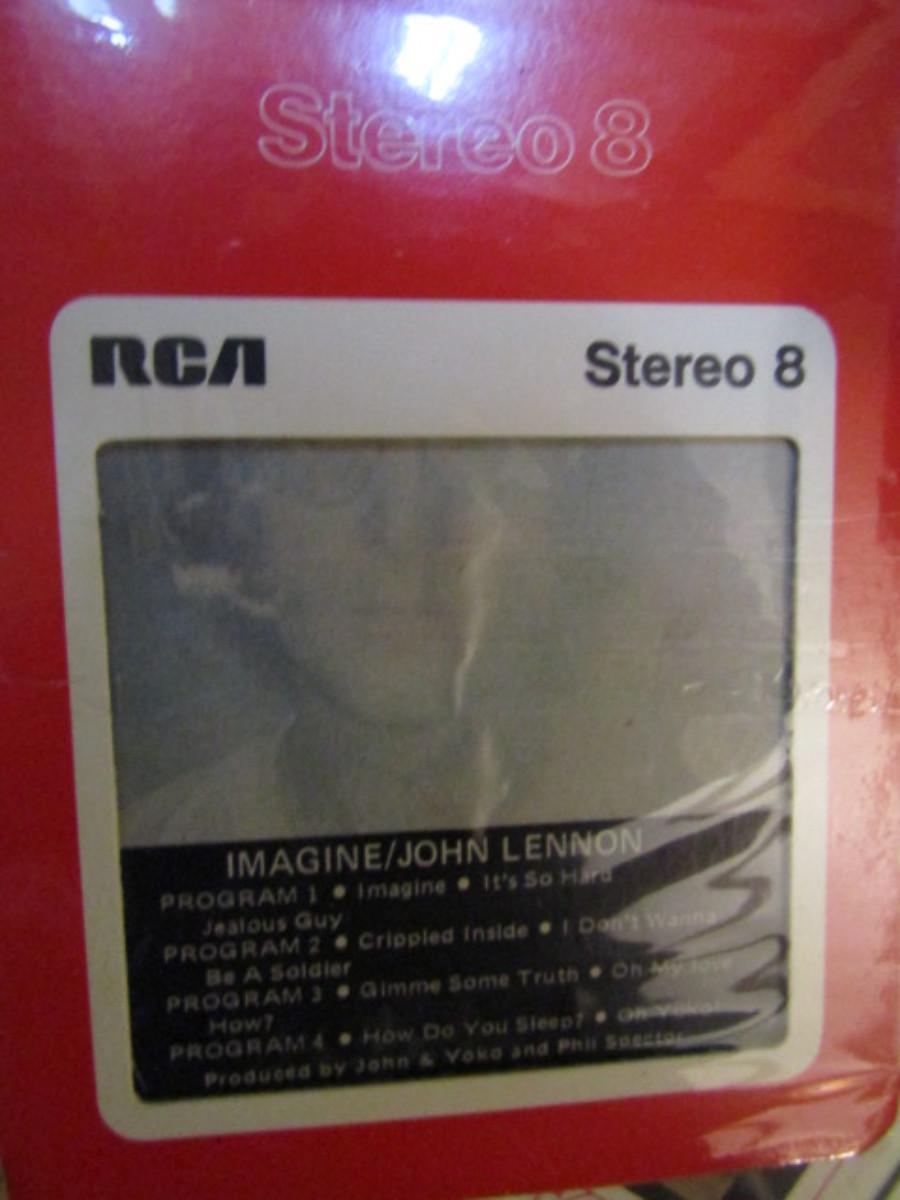 Stereo 8
RCA Stereo 8
IMAGINE/JOHN LENNON
PROGRAM 1 • Imagine • It's So Hard
Jealous Guy
PROGRAM 2 • Crippled Inside • I Don't Wanna
Be A Soldier
PROGRAM 3 • Gimme Some Truth • Oh My love
How?
PROGRAM 4 • How Do You Sleep? • Oh Yoko!
Produced by John & Yoko and Phil Spector